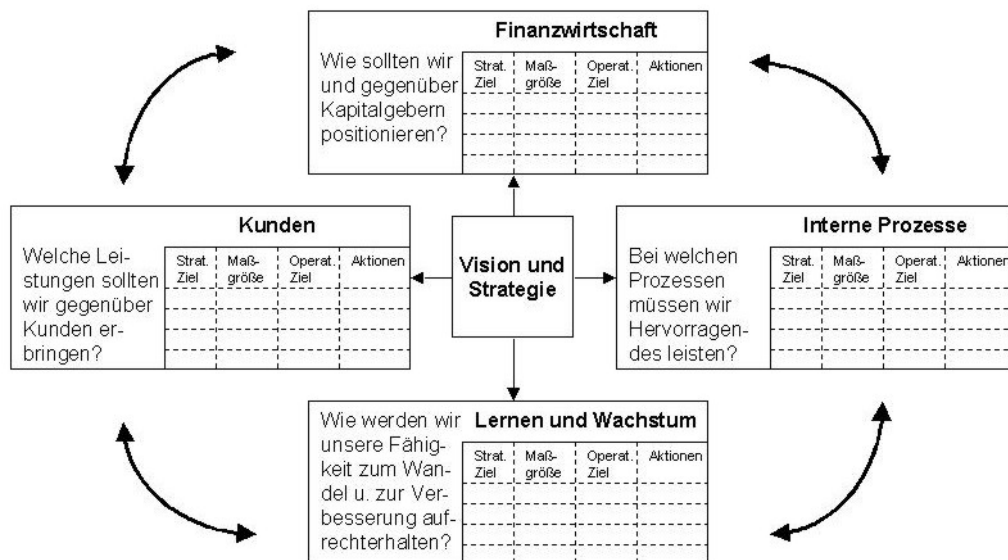 Finanzwirtschaft
Wie sollten wir
und gegenüber
Kapitalgebern
positionieren?
Strat. Maß- Operat. Aktionen
Ziel größe Ziel
Kunden
Welche Lei-
stungen sollten
wir gegenüber
Kunden er-
bringen?
Strat. Maß- Operat. Aktionen
Ziel größe Ziel
Vision und
Strategie
Interne Prozesse
Bei welchen
Prozessen
müssen wir
Hervorragen-
des leisten?
Strat. Maß- Operat. Aktionen
Ziel größe Ziel
Lernen und Wachstum
Wie werden wir
unsere Fähig-
keit zum Wan-
del u. zur Ver-
besserung auf-
rechterhalten?
Strat. Maß- Operat. Aktionen
Ziel größe Ziel